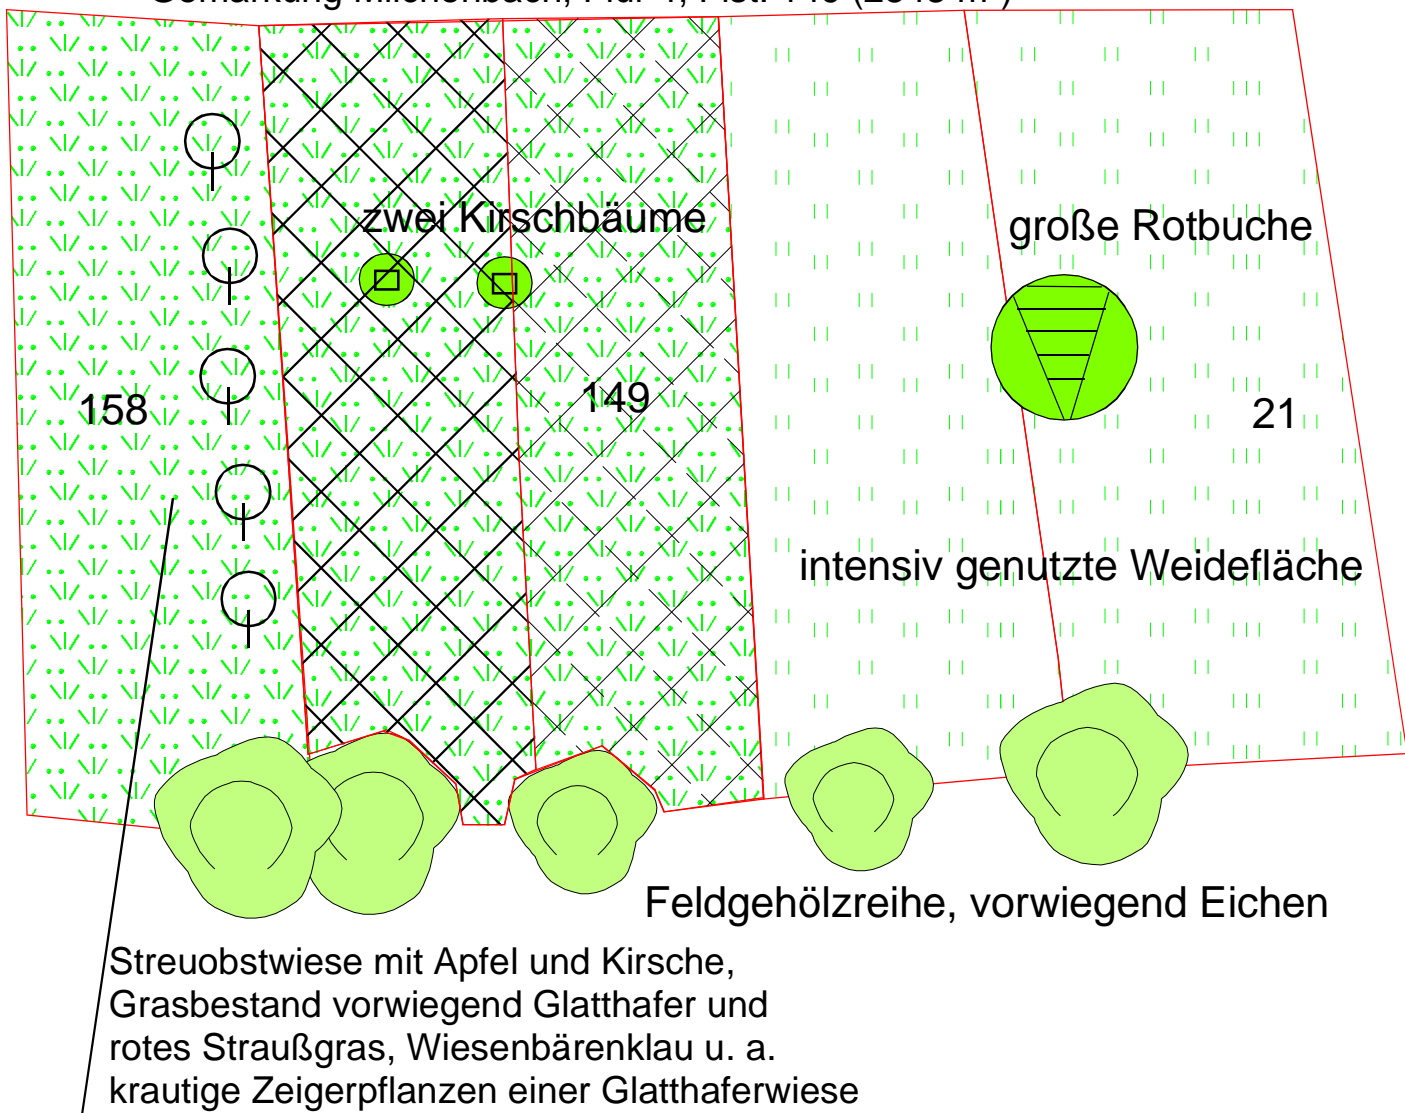 zwei Kirschbäume
große Rotbuche
158
149
21
intensiv genutzte Weidefläche
Feldgehölzreihe, vorwiegend Eichen
Streuobstwiese mit Apfel und Kirsche,
Grasbestand vorwiegend Glatthafer und
rotes Straußgras, Wiesenbärenklau u. a.
krautige Zeigerpflanzen einer Glatthaferwiese